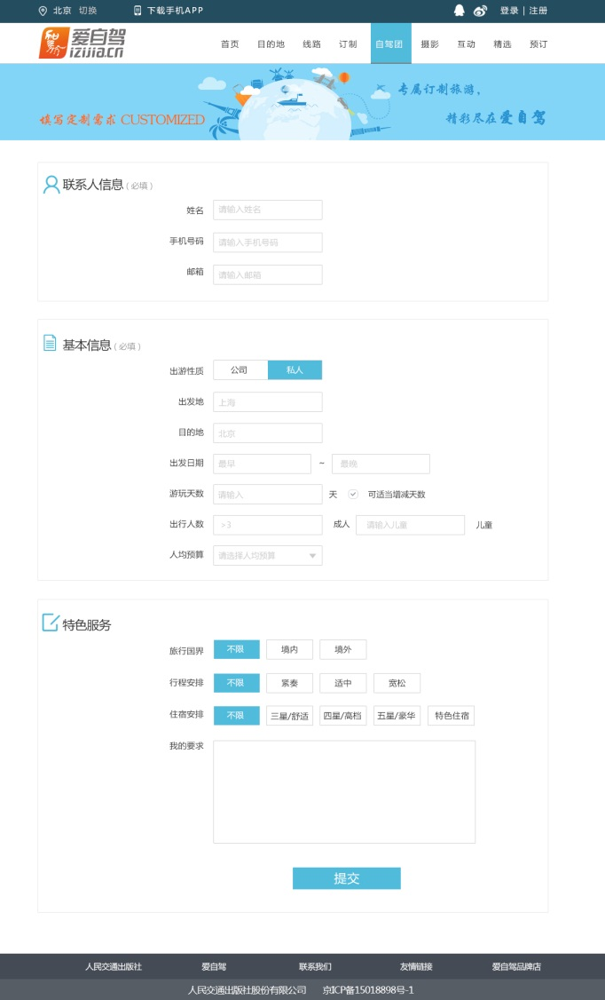 北京 切换 下载手机APP 登录 | 注册
爱自驾
izijia.cn
首页 目的地 线路 订制 自驾团 摄影 互动 精选 预订
专属订制旅游，
填写定制需求 CUSTOMIZED
精彩尽在爱自驾
联系人信息（必填）
姓名 请输入姓名
手机号码 请输入手机号码
邮箱 请输入邮箱
基本信息（必填）
出游性质 公司 私人
出发地 上海
目的地 北京
出发日期 最早 ~ 最晚
游玩天数 请输入 天 可适当增减天数
出行人数 >3 成人 请输入儿童 儿童
人均预算 请选择人均预算
特色服务
旅行国界 不限 境内 境外
行程安排 不限 紧奏 适中 宽松
住宿安排 不限 三星/舒适 四星/高档 五星/豪华 特色住宿
我的要求
提交
人民交通出版社 爱自驾 联系我们 友情链接 爱自驾品牌店
人民交通出版社股份有限公司 京ICP备15018898号-1